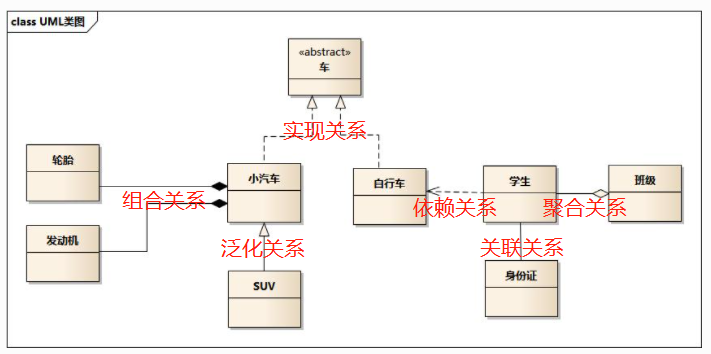 class UML类图
«abstract»
车
实现关系
轮胎
小汽车
自行车
学生
班级
组合关系
依赖关系
聚合关系
发动机
泛化关系
关联关系
SUV
身份证